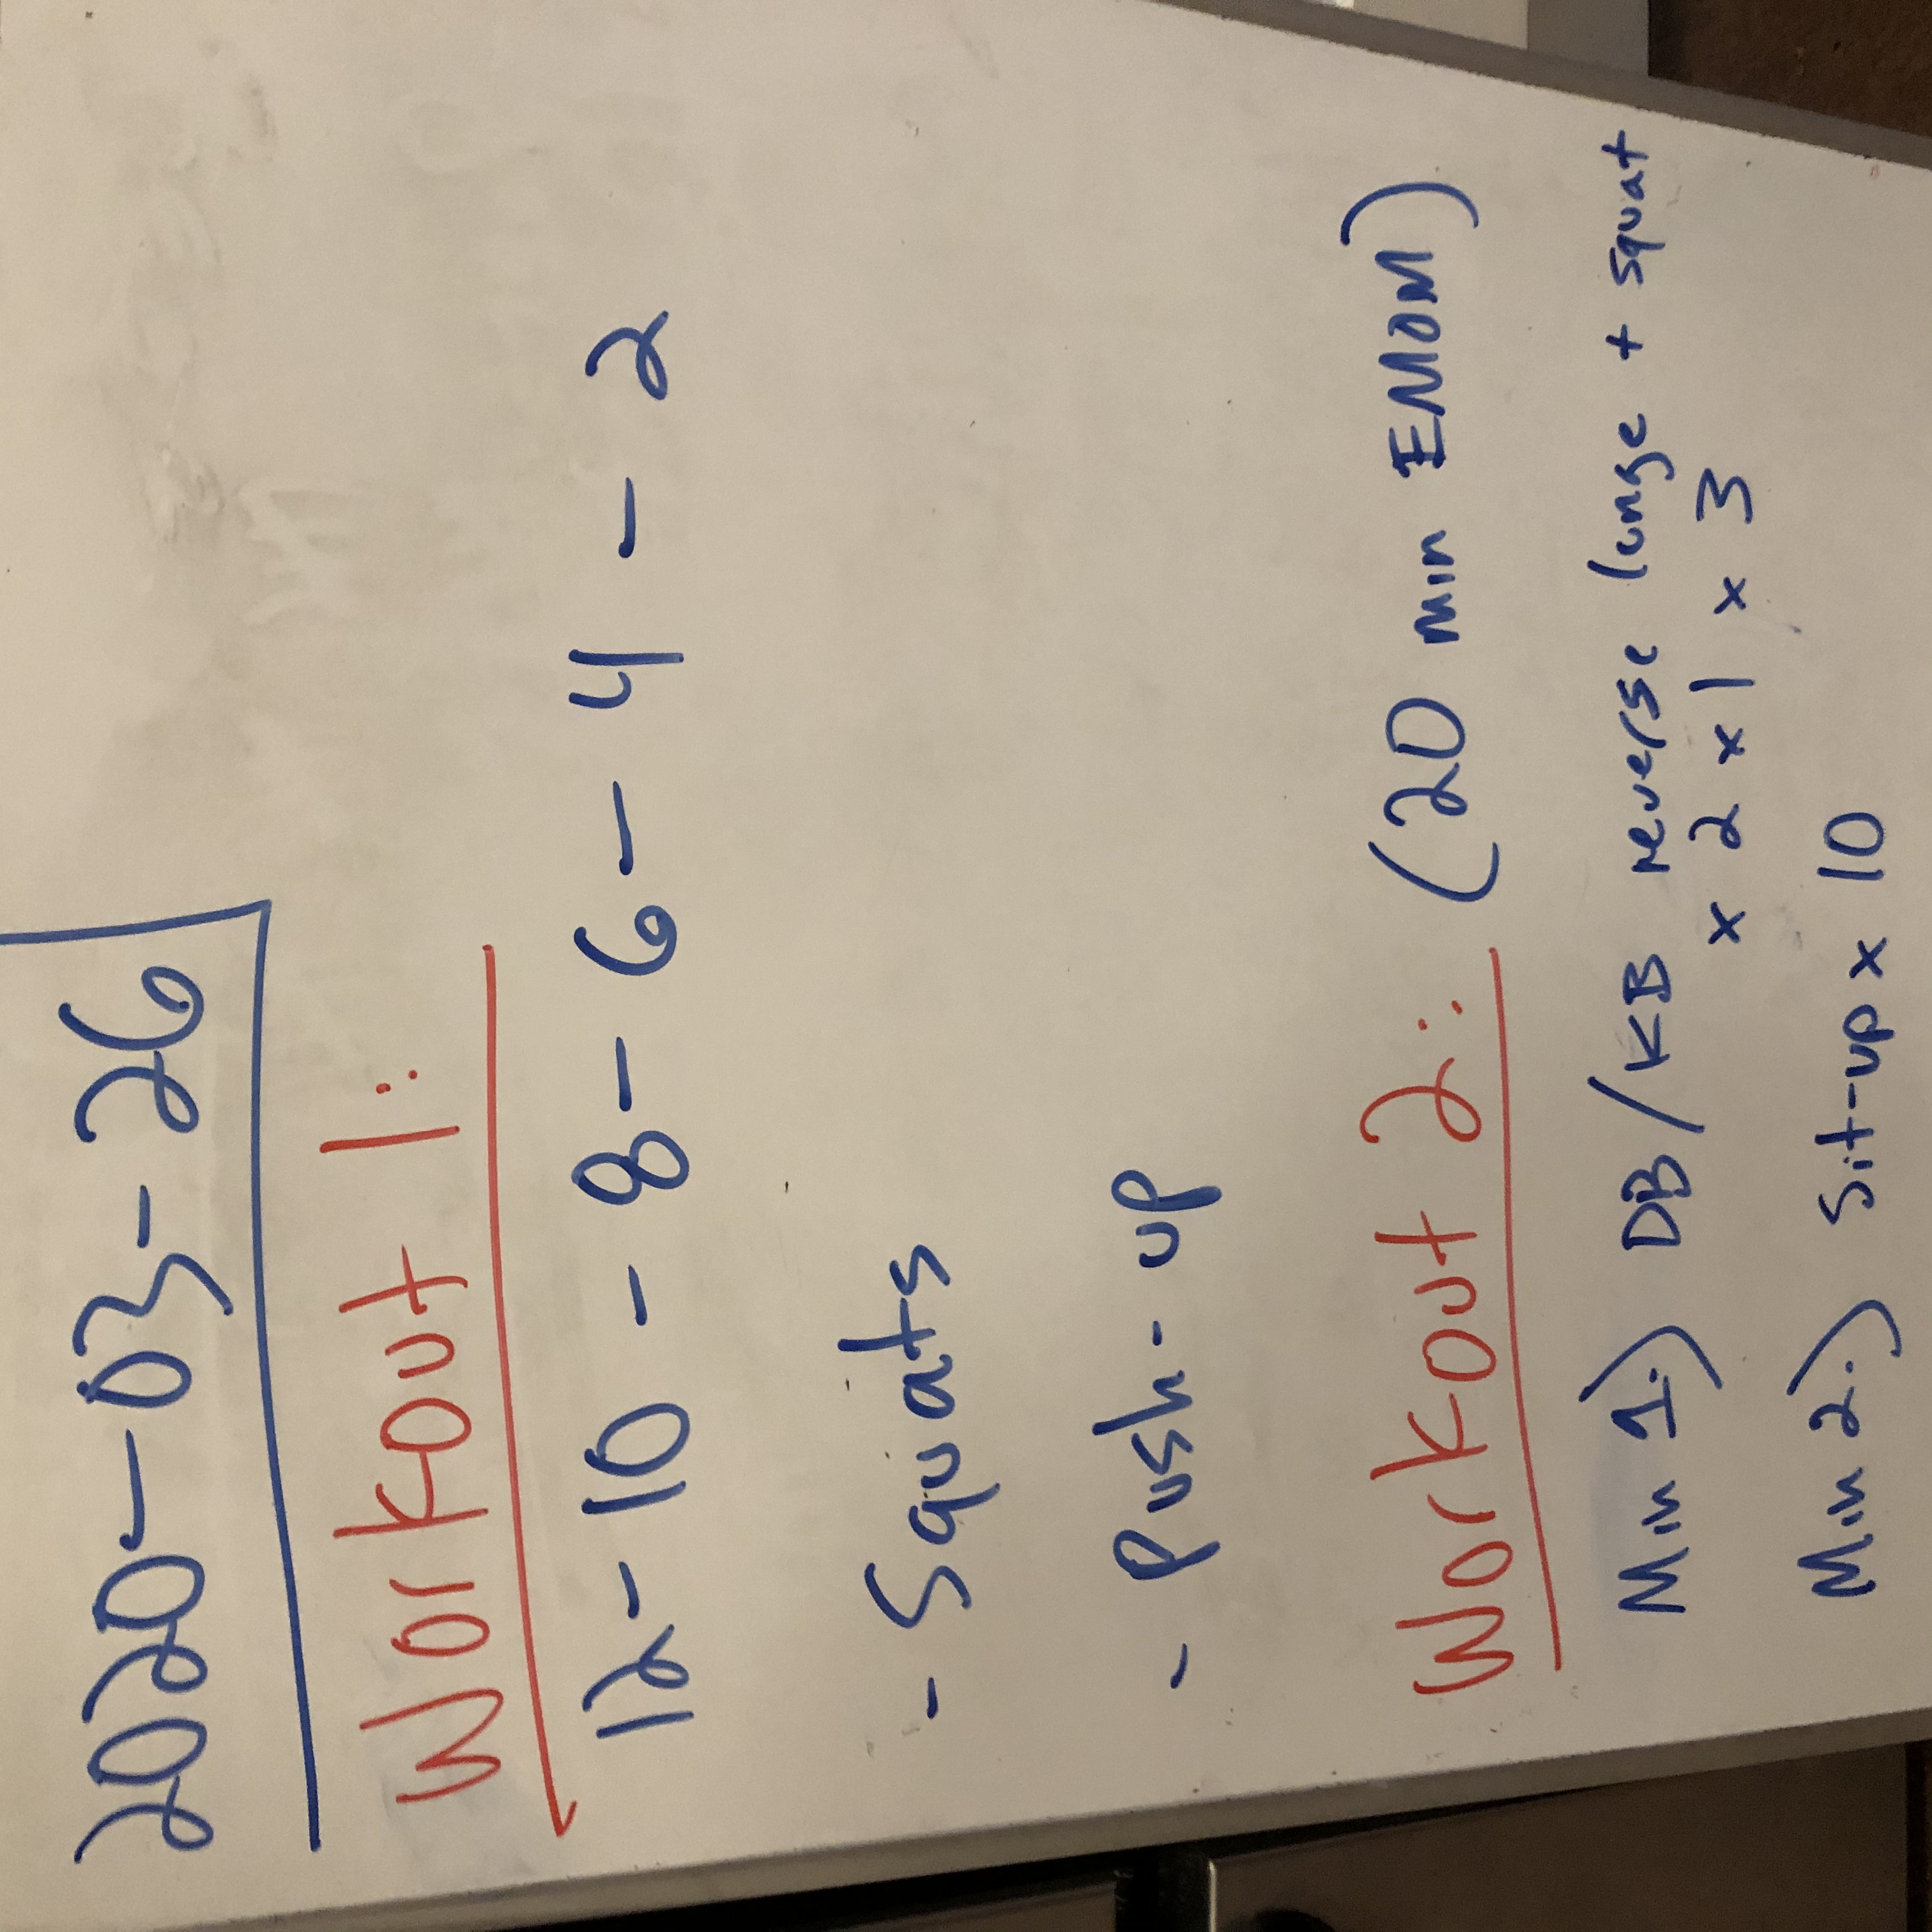 2020-03-26
Workout 1:
12-10-8-6-4-2
- Squats
- Push-up
Workout 2: (20 min EMOM)
Min 1.) DB/KB reverse lunge + squat
x 2 x 1 x 3
Min 2.) Sit-up x 10